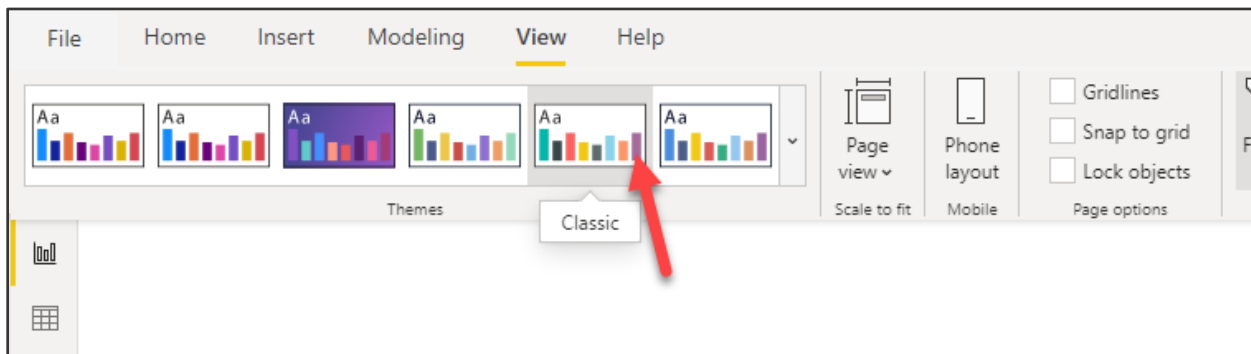 File Home Insert Modeling View Help
Aa Aa Aa Aa Aa Aa
Page view
Phone layout
Gridlines
Snap to grid
Lock objects
Themes
Scale to fit
Mobile
Page options
Classic